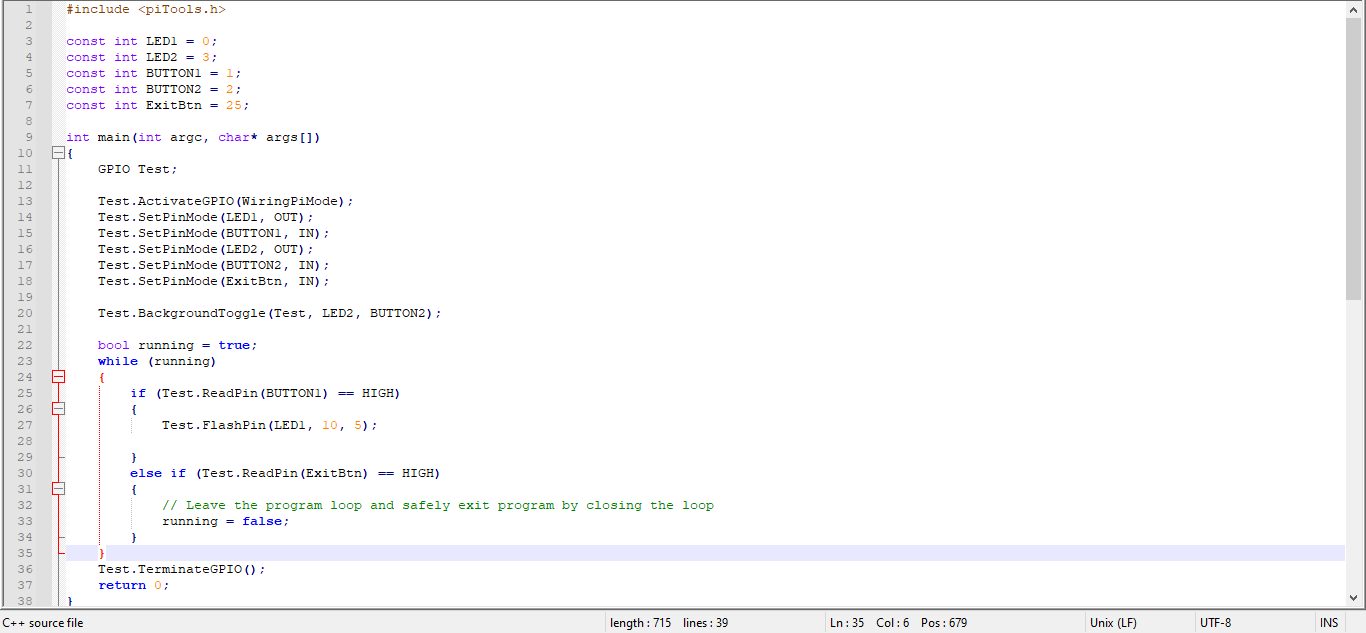 1 #include <piTools.h>
2
3 const int LED1 = 0;
4 const int LED2 = 3;
5 const int BUTTON1 = 1;
6 const int BUTTON2 = 2;
7 const int ExitBtn = 25;
8
9 int main(int argc, char* args[])
10 {
11 GPIO Test;
12
13 Test.ActivateGPIO(WiringPiMode);
14 Test.SetPinMode(LED1, OUT);
15 Test.SetPinMode(BUTTON1, IN);
16 Test.SetPinMode(LED2, OUT);
17 Test.SetPinMode(BUTTON2, IN);
18 Test.SetPinMode(ExitBtn, IN);
19
20 Test.BackgroundToggle(Test, LED2, BUTTON2);
21
22 bool running = true;
23 while (running)
24 {
25 if (Test.ReadPin(BUTTON1) == HIGH)
26 {
27 Test.FlashPin(LED1, 10, 5);
28
29 }
30 else if (Test.ReadPin(ExitBtn) == HIGH)
31 {
32 // Leave the program loop and safely exit program by closing the loop
33 running = false;
34 }
35 }
36 Test.TerminateGPIO();
37 return 0;
38 }
C++ source file length : 715 lines : 39 Ln : 35 Col : 6 Pos : 679 Unix (LF) UTF-8 INS